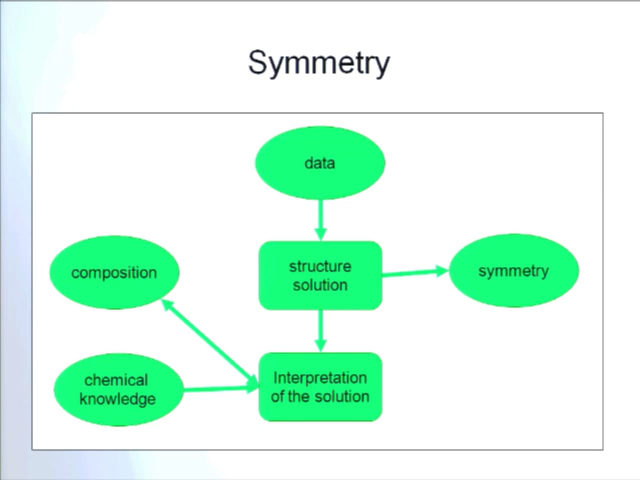 Symmetry
data
structure
solution
composition
symmetry
chemical
knowledge
Interpretation
of the solution